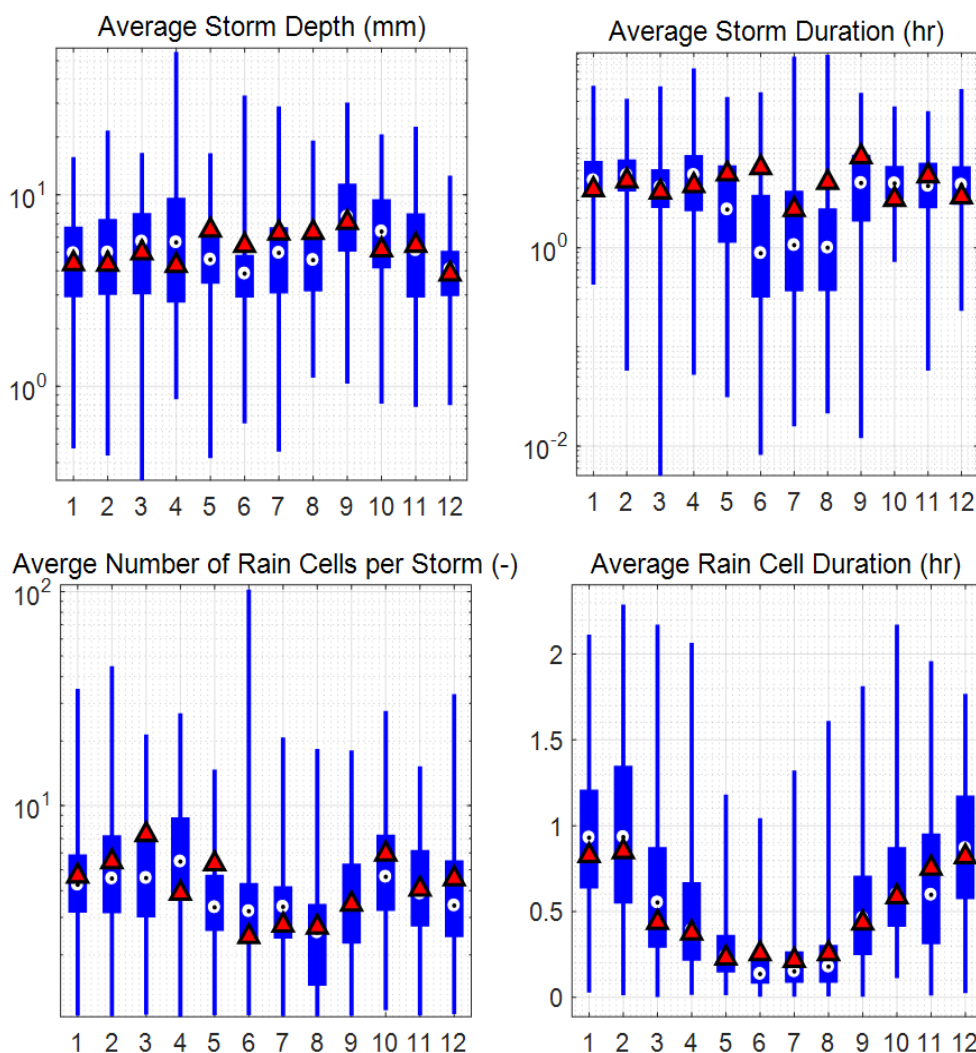 Average Storm Depth (mm)
10^1
10^0
1 2 3 4 5 6 7 8 9 10 11 12
Average Storm Duration (hr)
10^0
10^-2
1 2 3 4 5 6 7 8 9 10 11 12
Averge Number of Rain Cells per Storm (-)
10^2
10^1
1 2 3 4 5 6 7 8 9 10 11 12
Average Rain Cell Duration (hr)
2
1.5
1
0.5
0
1 2 3 4 5 6 7 8 9 10 11 12